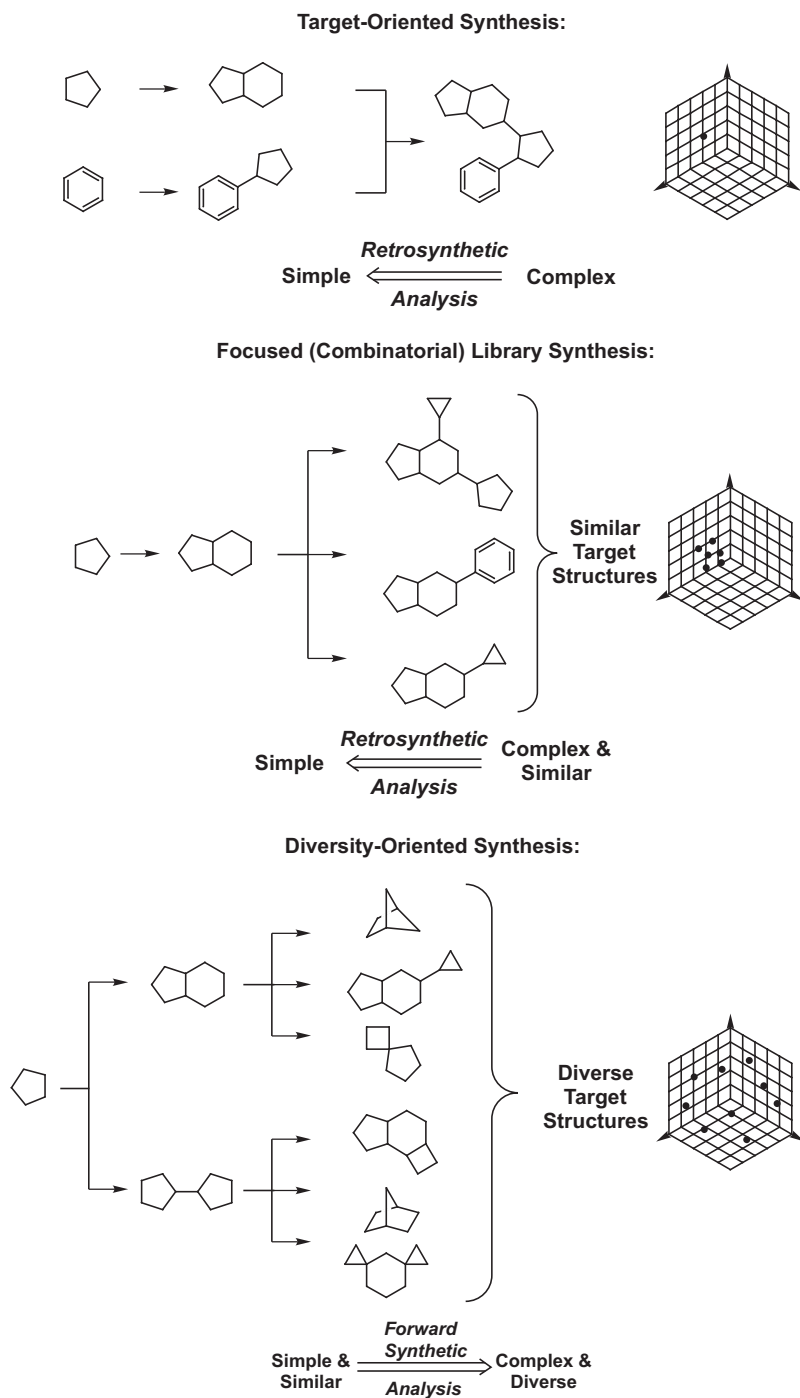 Target-Oriented Synthesis:
Retrosynthetic
Simple
Complex
Analysis
Focused (Combinatorial) Library Synthesis:
Similar
Target
Structures
Retrosynthetic
Simple
Complex &
Similar
Analysis
Diversity-Oriented Synthesis:
Diverse
Target
Structures
Forward
Synthetic
Simple &
Similar
Complex &
Diverse
Analysis